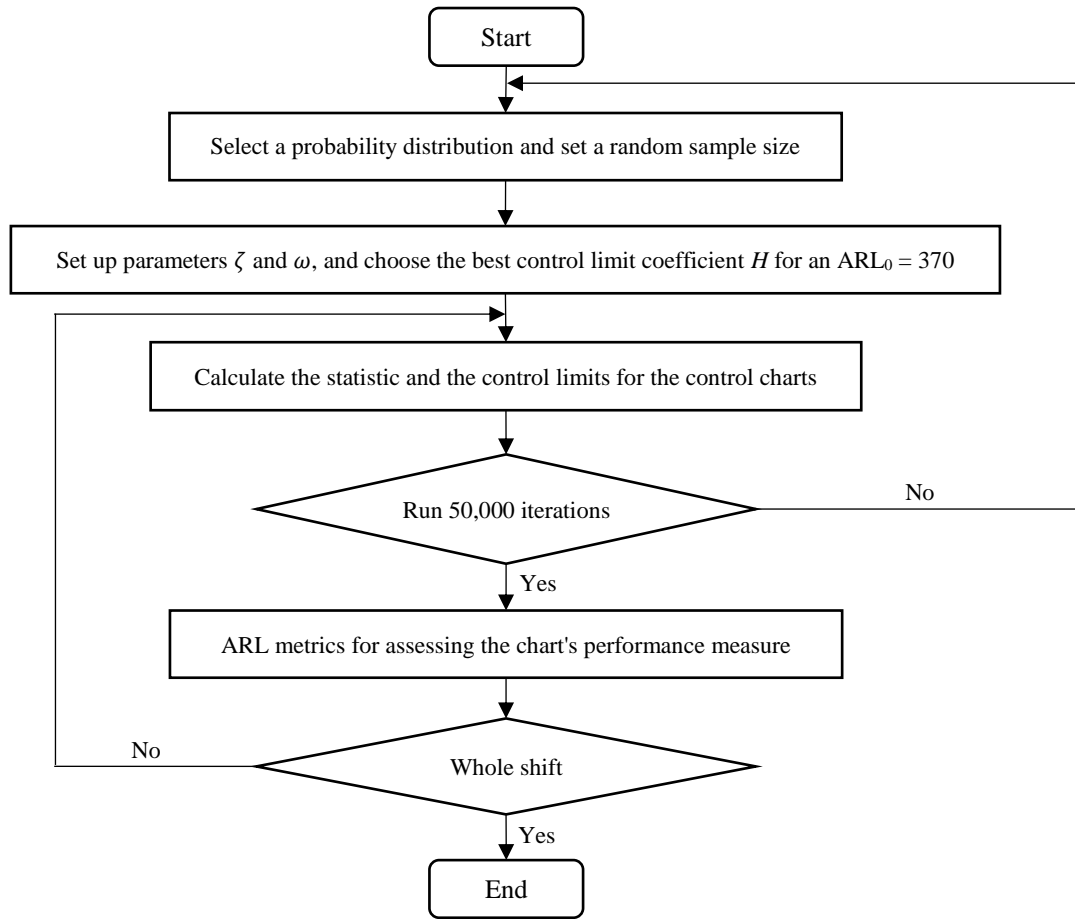 Start
Select a probability distribution and set a random sample size
Set up parameters ζ and ω, and choose the best control limit coefficient H for an ARL₀ = 370
Calculate the statistic and the control limits for the control charts
Run 50,000 iterations
No
Yes
ARL metrics for assessing the chart's performance measure
No
Whole shift
Yes
End